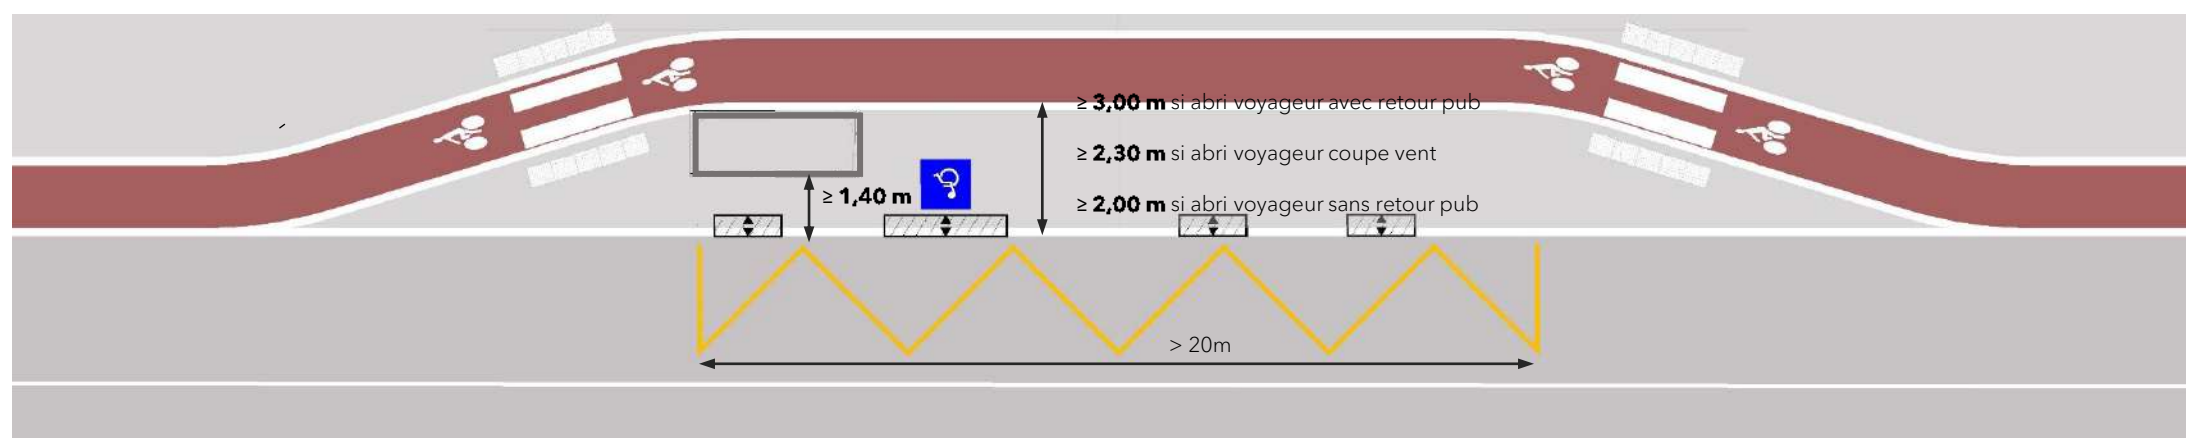 ≥ 3,00 m si abri voyageur avec retour pub
≥ 2,30 m si abri voyageur coupe vent
≥ 1,40 m
≥ 2,00 m si abri voyageur sans retour pub
> 20m